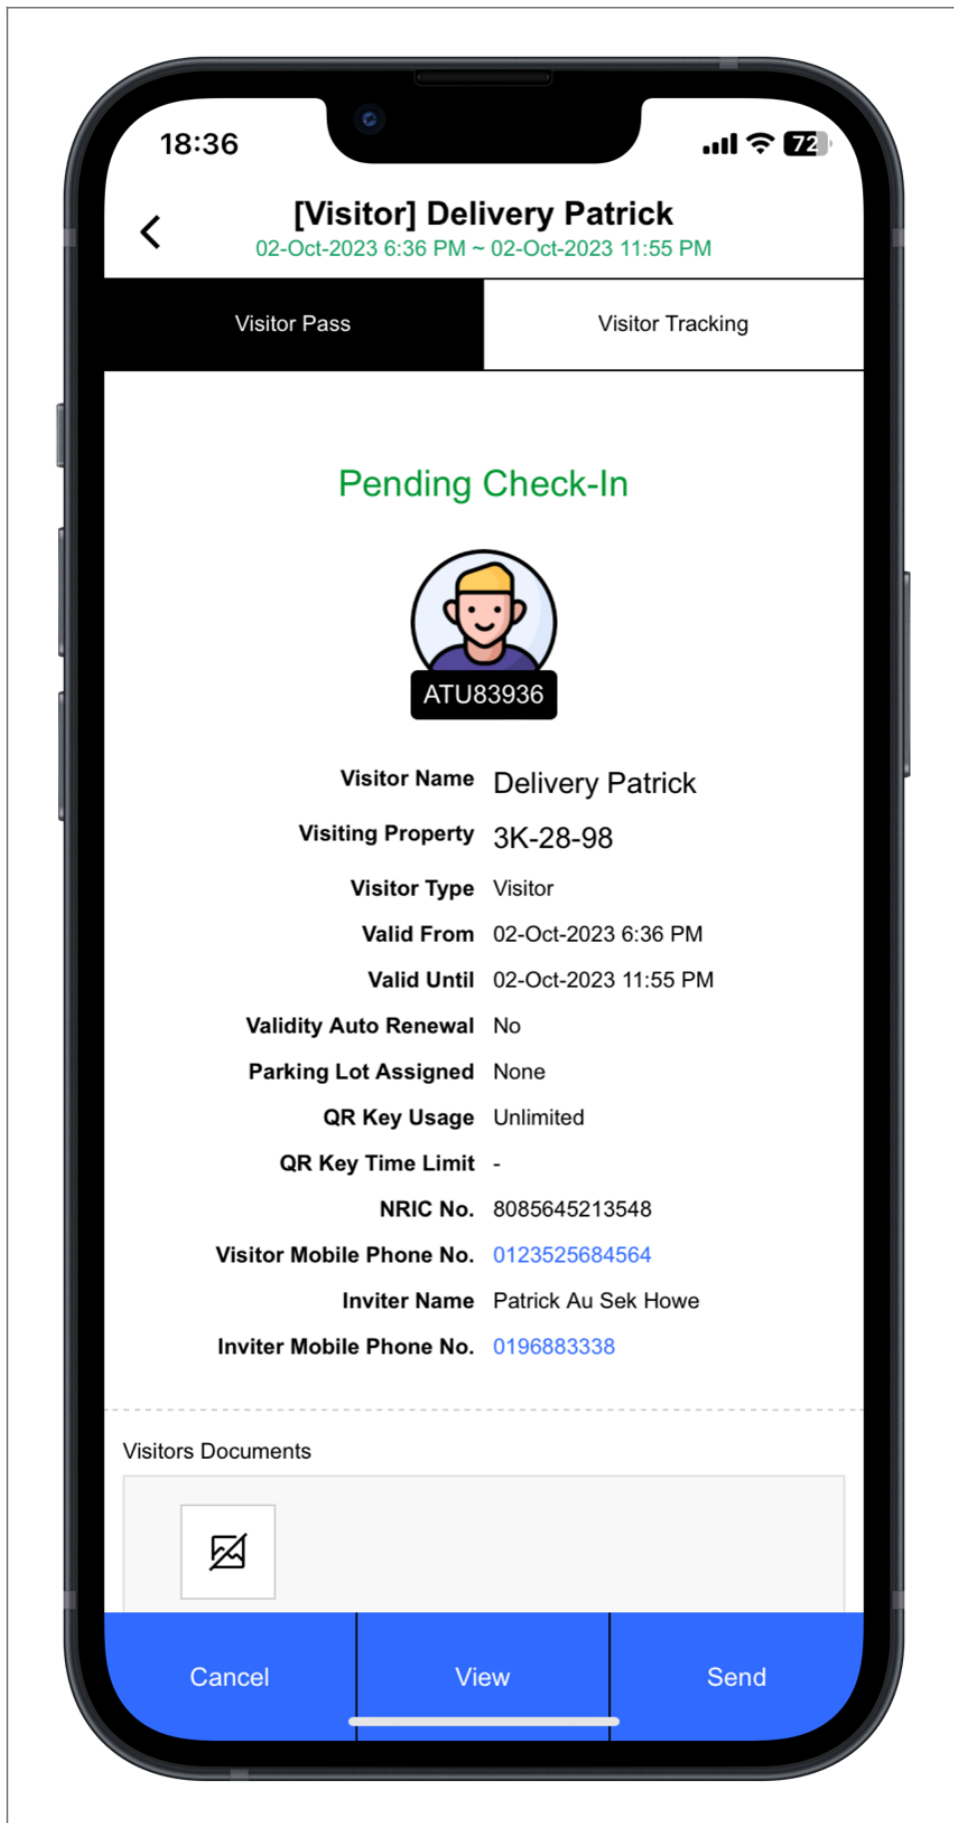 18:36
72
[Visitor] Delivery Patrick
02-Oct-2023 6:36 PM ~ 02-Oct-2023 11:55 PM
Visitor Pass
Visitor Tracking
Pending Check-In
ATU83936
Visitor Name Delivery Patrick
Visiting Property 3K-28-98
Visitor Type Visitor
Valid From 02-Oct-2023 6:36 PM
Valid Until 02-Oct-2023 11:55 PM
Validity Auto Renewal No
Parking Lot Assigned None
QR Key Usage Unlimited
QR Key Time Limit -
NRIC No. 8085645213548
Visitor Mobile Phone No. 0123525684564
Inviter Name Patrick Au Sek Howe
Inviter Mobile Phone No. 0196883338
Visitors Documents
Cancel
View
Send